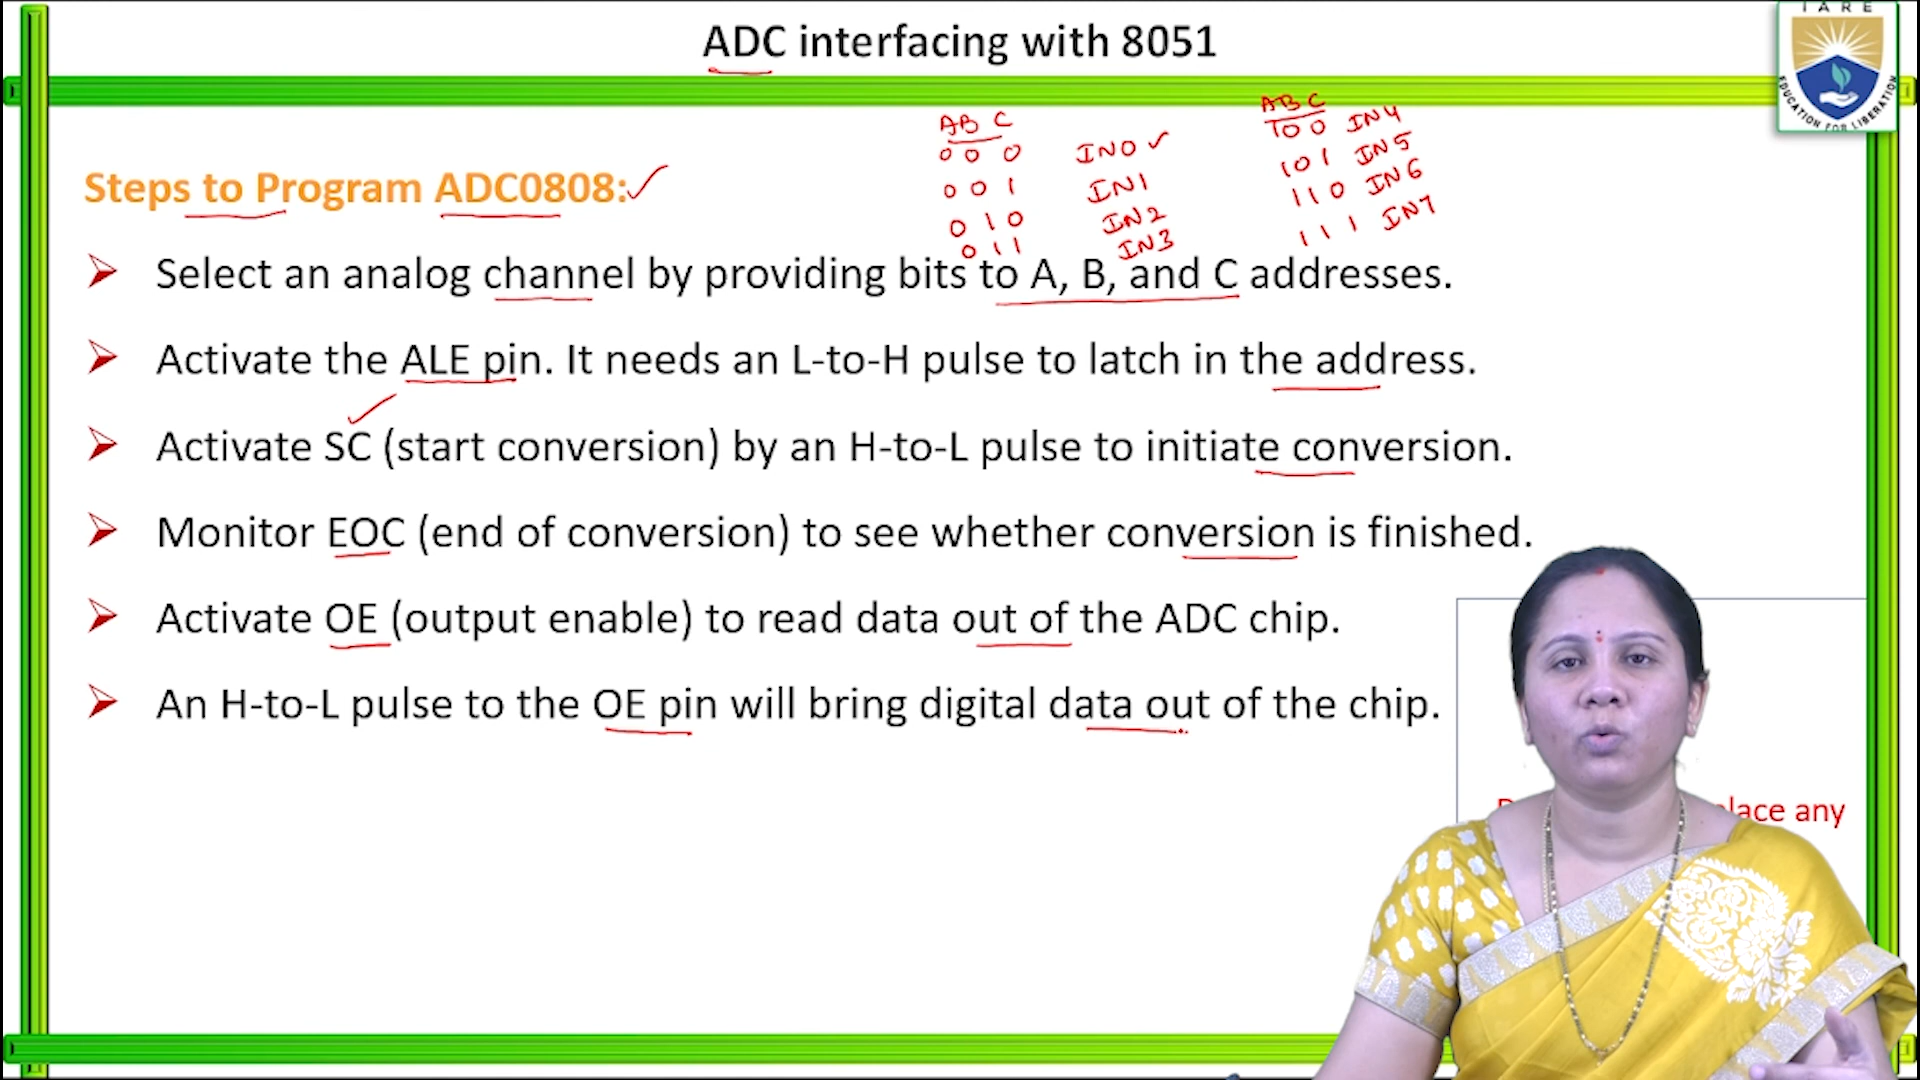 ADC interfacing with 8051
IARE
EDUCATION FOR LIBERATION
A B C
0 0 0 IN0 ✓
0 0 1 IN1
0 1 0 IN2
0 1 1 IN3
A B C
1 0 0 IN4
1 0 1 IN5
1 1 0 IN6
1 1 1 IN7
Steps to Program ADC0808:✓
➢ Select an analog channel by providing bits to A, B, and C addresses.
➢ Activate the ALE pin. It needs an L-to-H pulse to latch in the address.
➢ Activate SC (start conversion) by an H-to-L pulse to initiate conversion.
➢ Monitor EOC (end of conversion) to see whether conversion is finished.
➢ Activate OE (output enable) to read data out of the ADC chip.
➢ An H-to-L pulse to the OE pin will bring digital data out of the chip.
any